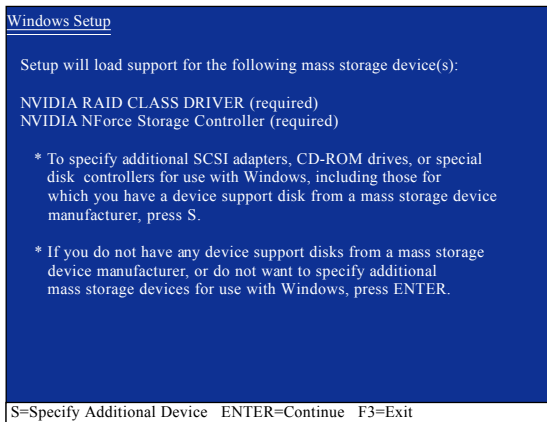 Windows Setup
Setup will load support for the following mass storage device(s):
NVIDIA RAID CLASS DRIVER (required)
NVIDIA NForce Storage Controller (required)
* To specify additional SCSI adapters, CD-ROM drives, or special
disk controllers for use with Windows, including those for
which you have a device support disk from a mass storage device
manufacturer, press S.
* If you do not have any device support disks from a mass storage
device manufacturer, or do not want to specify additional
mass storage devices for use with Windows, press ENTER.
S=Specify Additional Device ENTER=Continue F3=Exit